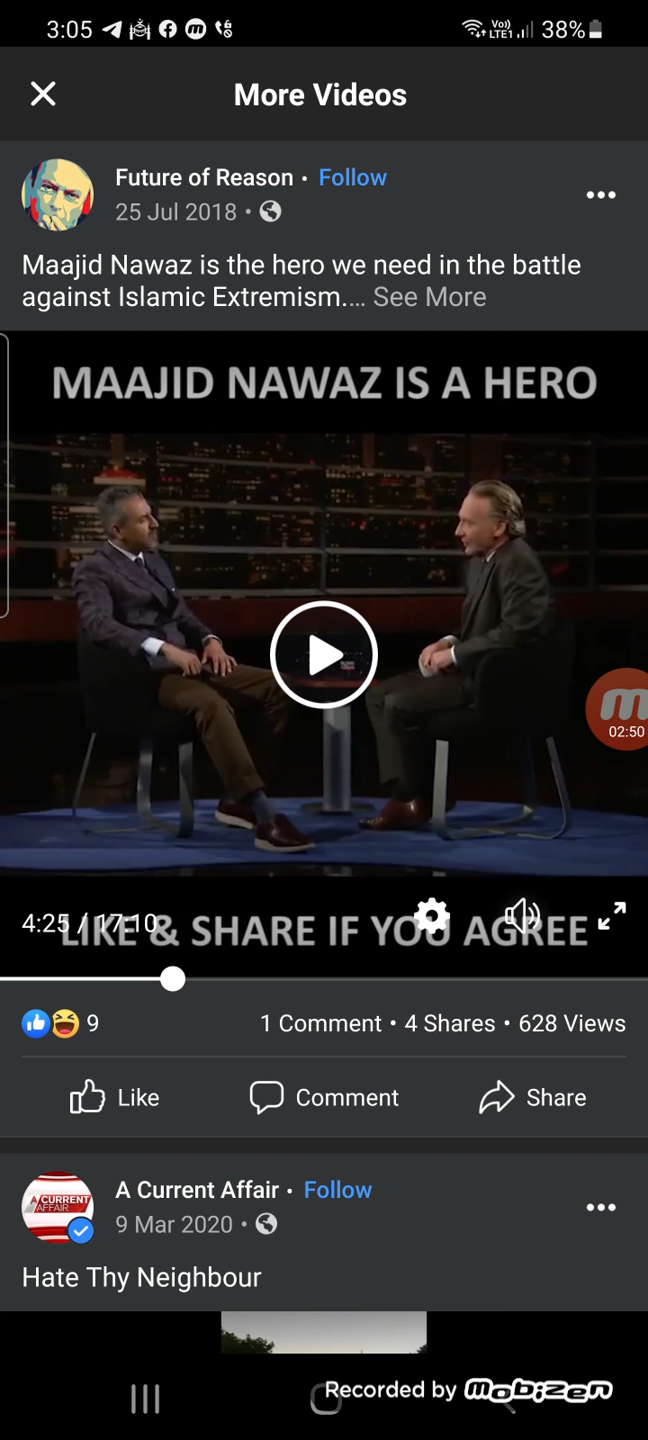 3:05
Vo))
LTE1
38%
More Videos
Future of Reason • Follow
25 Jul 2018 •
Maajid Nawaz is the hero we need in the battle
against Islamic Extremism.... See More
MAAJID NAWAZ IS A HERO
02:50
4:25 / 17:10
LIKE & SHARE IF YOU AGREE
9
1 Comment • 4 Shares • 628 Views
Like
Comment
Share
A CURRENT
AFFAIR
A Current Affair • Follow
9 Mar 2020 •
Hate Thy Neighbour
Recorded by Mobizen